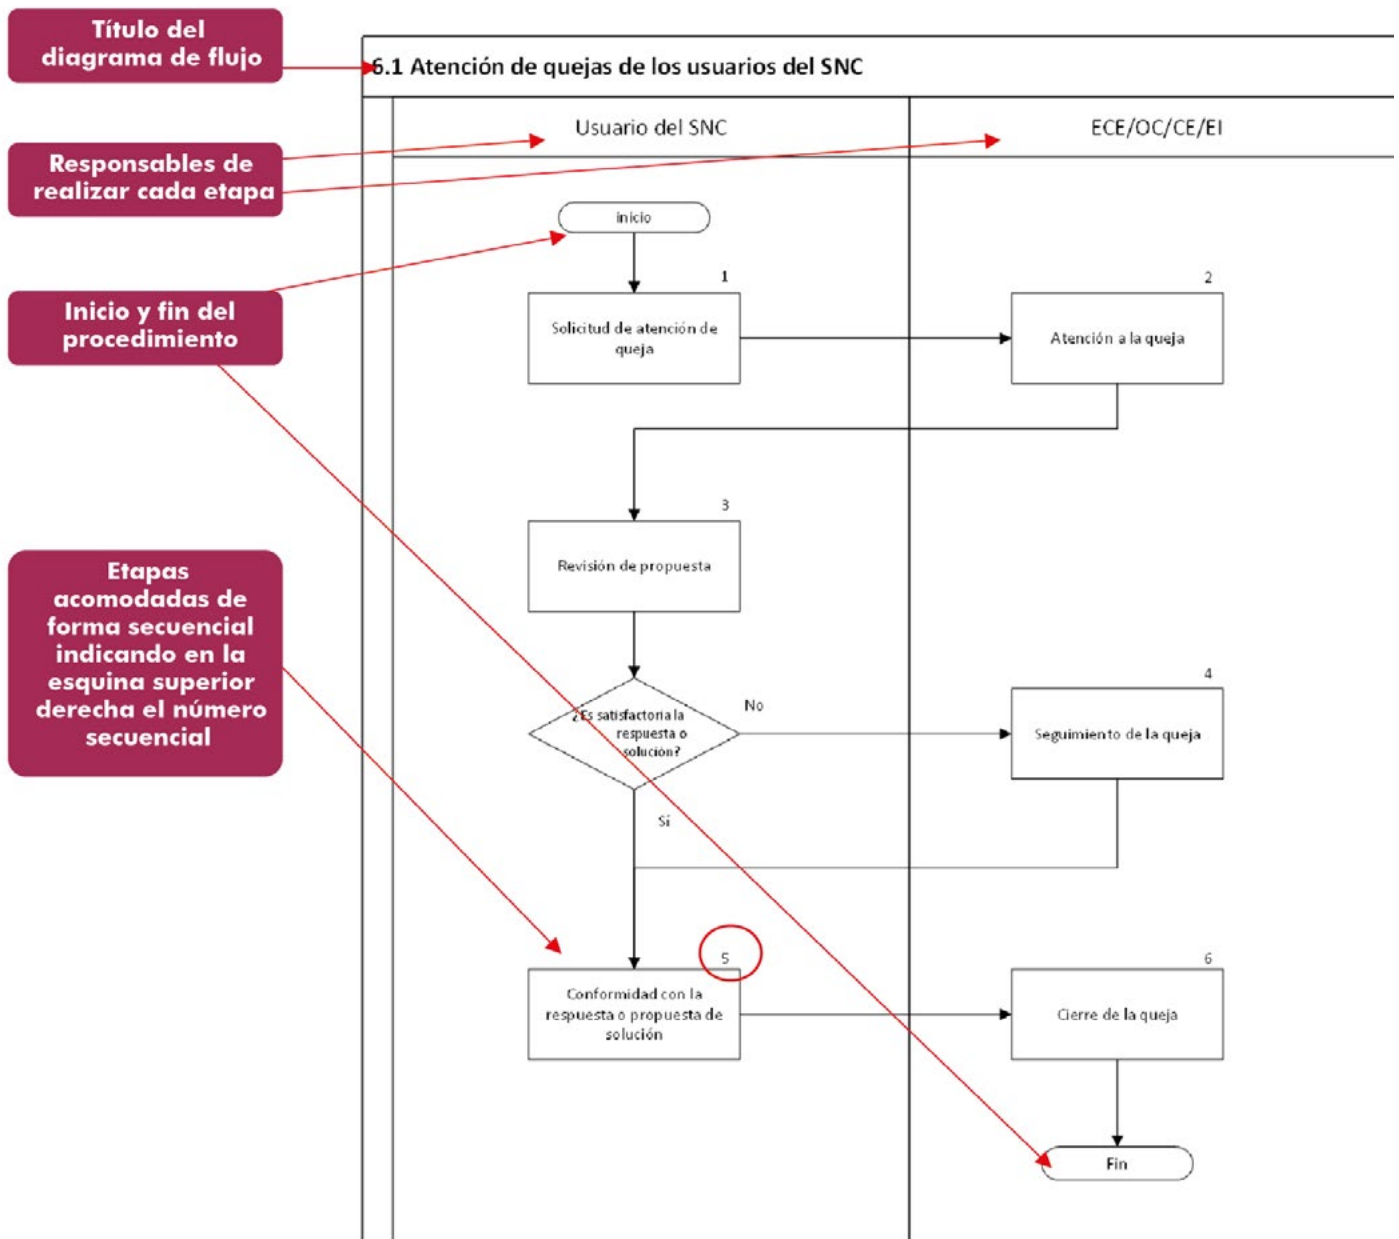 Título del
diagrama de flujo
6.1 Atención de quejas de los usuarios del SNC
Responsables de
realizar cada etapa
Usuario del SNC
ECE/OC/CE/EI
Inicio y fin del
procedimiento
inicio
1
Solicitud de atención de
queja
2
Atención a la queja
3
Revisión de propuesta
Etapas
acomodadas de
forma secuencial
indicando en la
esquina superior
derecha el número
secuencial
¿Es satisfactoria la
respuesta o
solución?
No
4
Seguimiento de la queja
Sí
5
Conformidad con la
respuesta o propuesta de
solución
6
Cierre de la queja
Fin